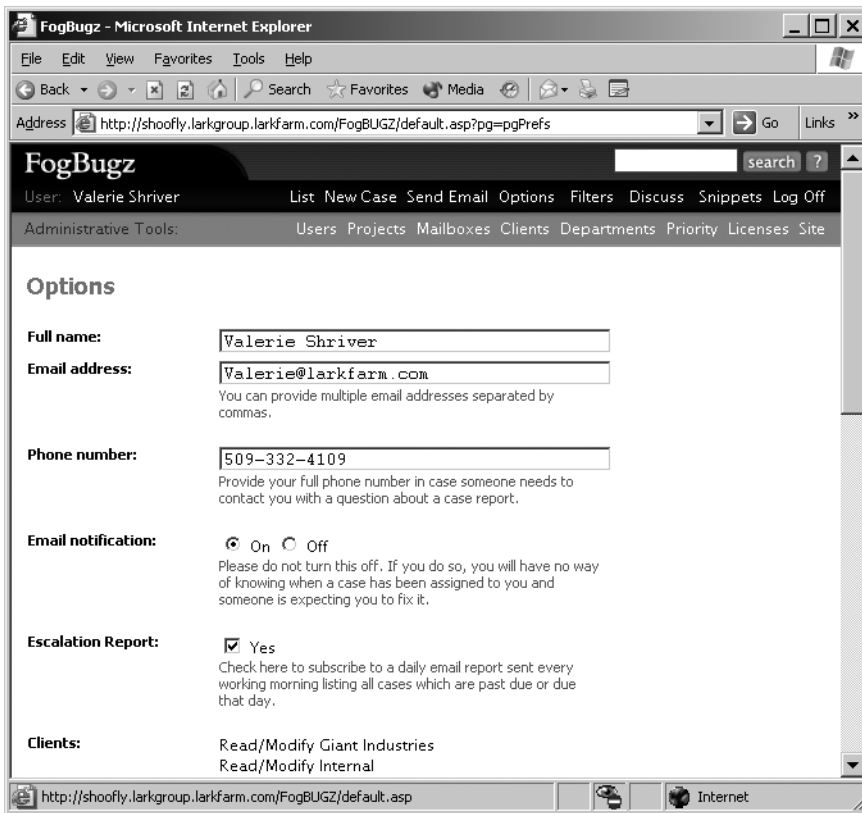 FogBugz - Microsoft Internet Explorer
File Edit View Favorites Tools Help
Back Search Favorites Media
Address http://shoofly.larkgroup.larkfarm.com/FogBUGZ/default.asp?pg=pgPrefs Go Links »
FogBugz search ?
User: Valerie Shriver List New Case Send Email Options Filters Discuss Snippets Log Off
Administrative Tools: Users Projects Mailboxes Clients Departments Priority Licenses Site
Options
Full name: Valerie Shriver
Email address: Valerie@larkfarm.com
You can provide multiple email addresses separated by
commas.
Phone number: 509-332-4109
Provide your full phone number in case someone needs to
contact you with a question about a case report.
Email notification: On Off
Please do not turn this off. If you do so, you will have no way
of knowing when a case has been assigned to you and
someone is expecting you to fix it.
Escalation Report: Yes
Check here to subscribe to a daily email report sent every
working morning listing all cases which are past due or due
that day.
Clients: Read/Modify Giant Industries
Read/Modify Internal
http://shoofly.larkgroup.larkfarm.com/FogBUGZ/default.asp Internet